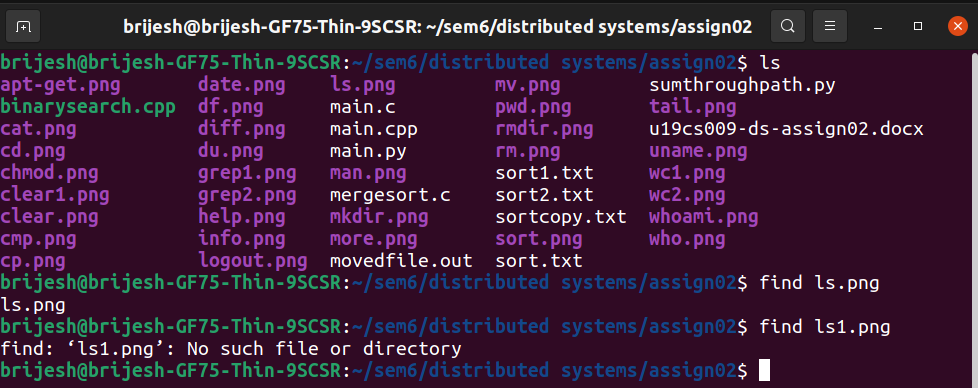 brijesh@brijesh-GF75-Thin-9SCSR: ~/sem6/distributed systems/assign02
brijesh@brijesh-GF75-Thin-9SCSR:~/sem6/distributed systems/assign02$ ls
apt-get.png       date.png    ls.png         mv.png        sumthroughpath.py
binarysearch.cpp  df.png      main.c         pwd.png       tail.png
cat.png           diff.png    main.cpp       rmdir.png     u19cs009-ds-assign02.docx
cd.png            du.png      main.py        rm.png        uname.png
chmod.png         grep1.png   man.png        sort1.txt     wc1.png
clear1.png        grep2.png   mergesort.c    sort2.txt     wc2.png
clear.png         help.png    mkdir.png      sortcopy.txt  whoami.png
cmp.png           info.png    more.png       sort.png      who.png
cp.png            logout.png  movedfile.out  sort.txt
brijesh@brijesh-GF75-Thin-9SCSR:~/sem6/distributed systems/assign02$ find ls.png
ls.png
brijesh@brijesh-GF75-Thin-9SCSR:~/sem6/distributed systems/assign02$ find ls1.png
find: ‘ls1.png’: No such file or directory
brijesh@brijesh-GF75-Thin-9SCSR:~/sem6/distributed systems/assign02$